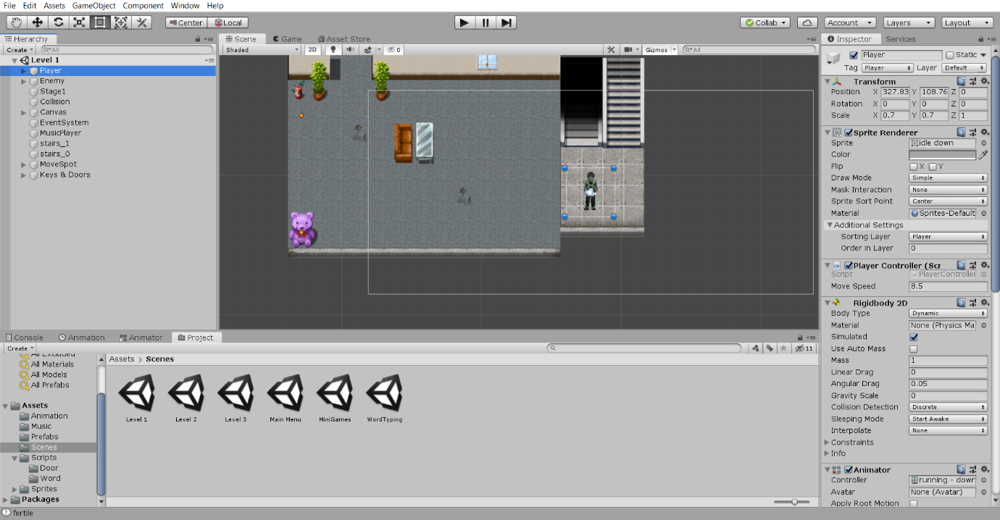 File Edit Assets GameObject Component Window Help
Center Local Collab Account Layers Layout
Hierarchy
Create All
Level 1
Player
Enemy
Stage1
Collision
Canvas
EventSystem
MusicPlayer
stairs_1
stairs_0
MoveSpot
Keys & Doors
Scene Game Asset Store
Shaded 2D 0 Gizmos All
Inspector Services
Player Static
Tag Player Layer Default
Transform
Position X 327.83 Y 108.76 Z 0
Rotation X 0 Y 0 Z 0
Scale X 0.7 Y 0.7 Z 1
Sprite Renderer
Sprite idle down
Color
Flip X Y
Draw Mode Simple
Mask Interaction None
Sprite Sort Point Center
Material Sprites-Default
Additional Settings
Sorting Layer Player
Order in Layer 0
Player Controller (Scr
Script PlayerController
Move Speed 8.5
Rigidbody 2D
Body Type Dynamic
Material None (Physics Ma
Simulated
Use Auto Mass
Mass 1
Linear Drag 0
Angular Drag 0.05
Gravity Scale 0
Collision Detection Discrete
Sleeping Mode Start Awake
Interpolate None
Constraints
Info
Animator
Controller running - down
Avatar None (Avatar)
Apply Root Motion
Console Animation Animator Project
Create 11
All Excluded
All Materials
All Models
All Prefabs
Assets
Animation
Music
Prefabs
Scenes
Scripts
Door
Word
Sprites
Packages
Assets > Scenes
Level 1 Level 2 Level 3 Main Menu MiniGames WordTyping
fertile